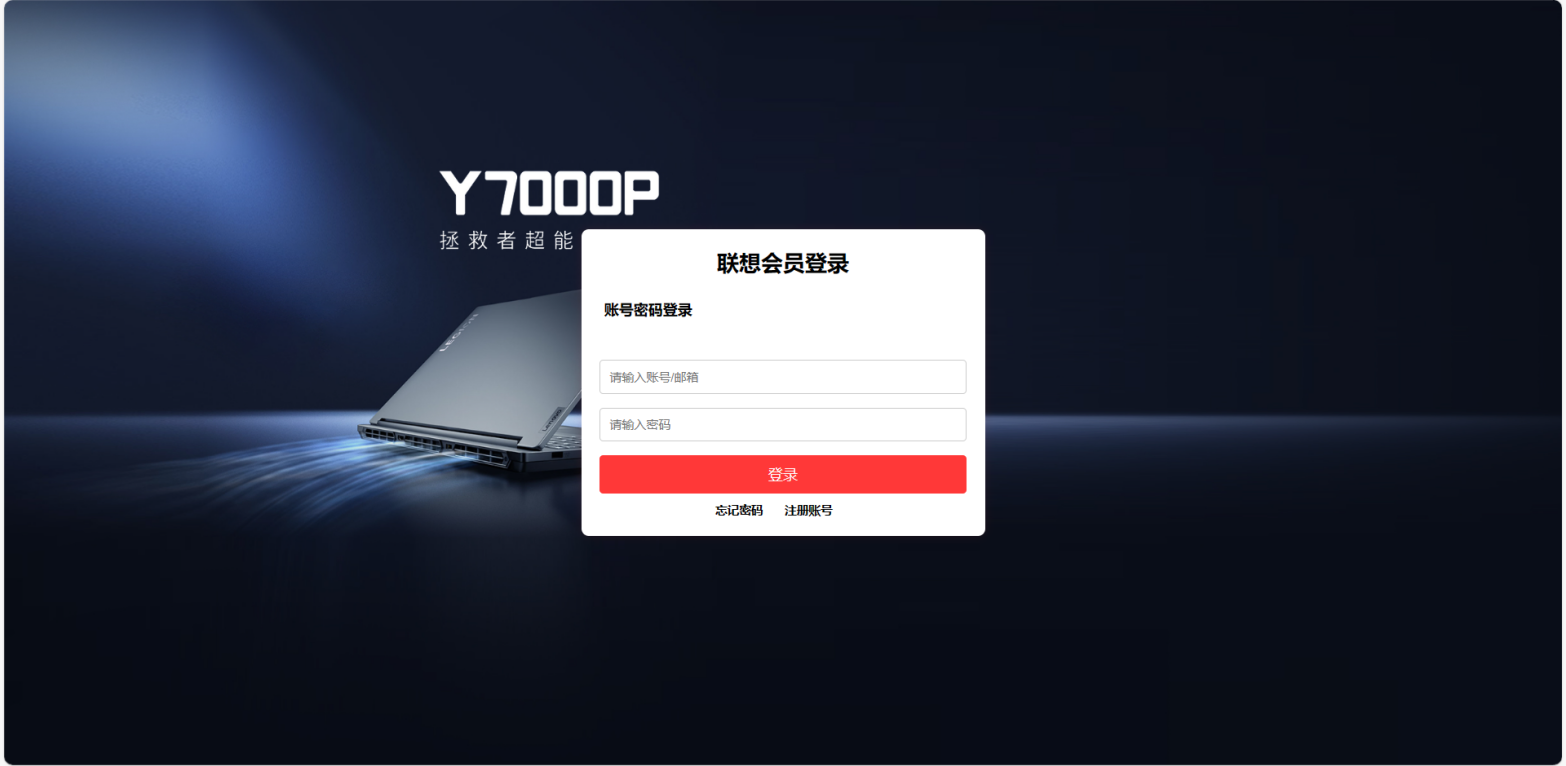 Y7000P
拯救者超能
联想会员登录
账号密码登录
LEGION
Lenovo
请输入账号/邮箱
请输入密码
登录
忘记密码 注册账号